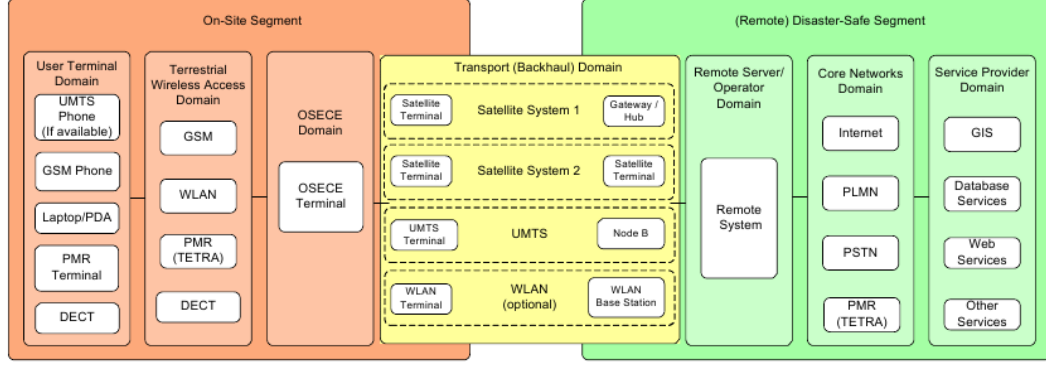 On-Site Segment
(Remote) Disaster-Safe Segment
User Terminal
Domain
UMTS
Phone
(If available)
GSM Phone
Laptop/PDA
PMR
Terminal
DECT
Terrestrial
Wireless Access
Domain
GSM
WLAN
PMR
(TETRA)
DECT
OSECE
Domain
OSECE
Terminal
Transport (Backhaul) Domain
Satellite
Terminal
Satellite System 1
Gateway /
Hub
Satellite
Terminal
Satellite System 2
Satellite
Terminal
UMTS
Terminal
UMTS
Node B
WLAN
Terminal
WLAN
(optional)
WLAN
Base Station
Remote Server/
Operator
Domain
Remote
System
Core Networks
Domain
Internet
PLMN
PSTN
PMR
(TETRA)
Service Provider
Domain
GIS
Database
Services
Web
Services
Other
Services